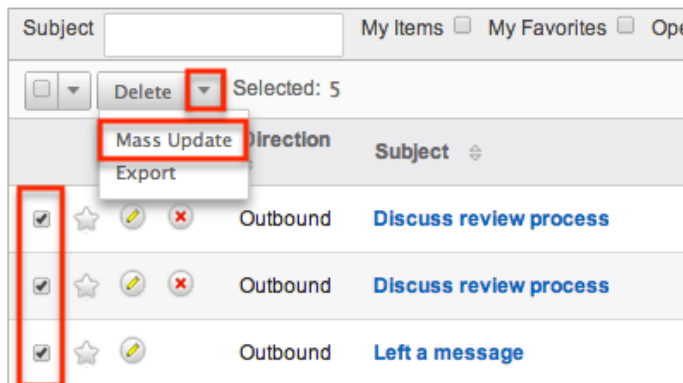 Subject My Items My Favorites Ope
Delete Selected: 5
Mass Update Direction Subject
Export
Outbound Discuss review process
Outbound Discuss review process
Outbound Left a message